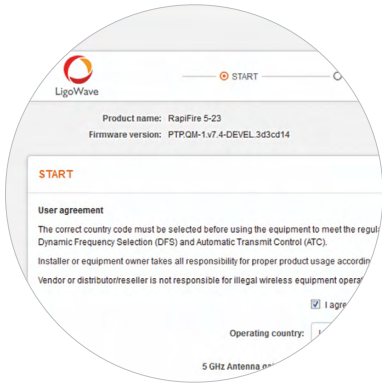 LigoWave
START
Product name: RapiFire 5-23
Firmware version: PTP.QM-1.v7.4-DEVEL.3d3cd14
START
User agreement
The correct country code must be selected before using the equipment to meet the
Dynamic Frequency Selection (DFS) and Automatic Transmit Control (ATC).
Installer or equipment owner takes all responsibility for proper product usage
Vendor or distributor/reseller is not responsible for illegal wireless equipment
I
Operating country:
5 GHz Antenna